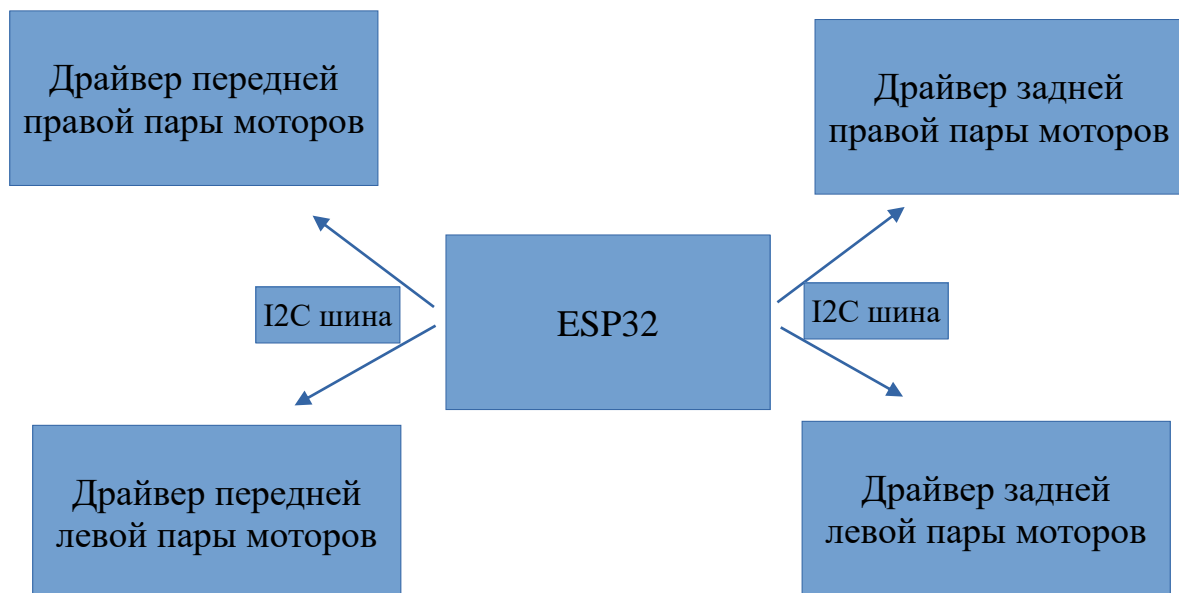 Драйвер передней
правой пары моторов
Драйвер задней
правой пары моторов
I2C шина
ESP32
I2C шина
Драйвер передней
левой пары моторов
Драйвер задней
левой пары моторов